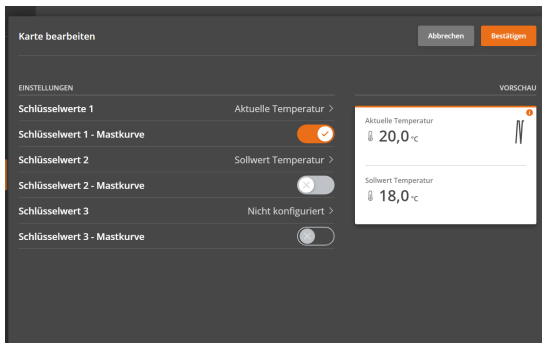 Karte bearbeiten
Abbrechen
Bestätigen
EINSTELLUNGEN
VORSCHAU
Schlüsselwerte 1
Aktuelle Temperatur >
Schlüsselwert 1 - Mastkurve
Schlüsselwert 2
Sollwert Temperatur >
Schlüsselwert 2 - Mastkurve
Schlüsselwert 3
Nicht konfiguriert >
Schlüsselwert 3 - Mastkurve
Aktuelle Temperatur
20,0 °C
Sollwert Temperatur
18,0 °C